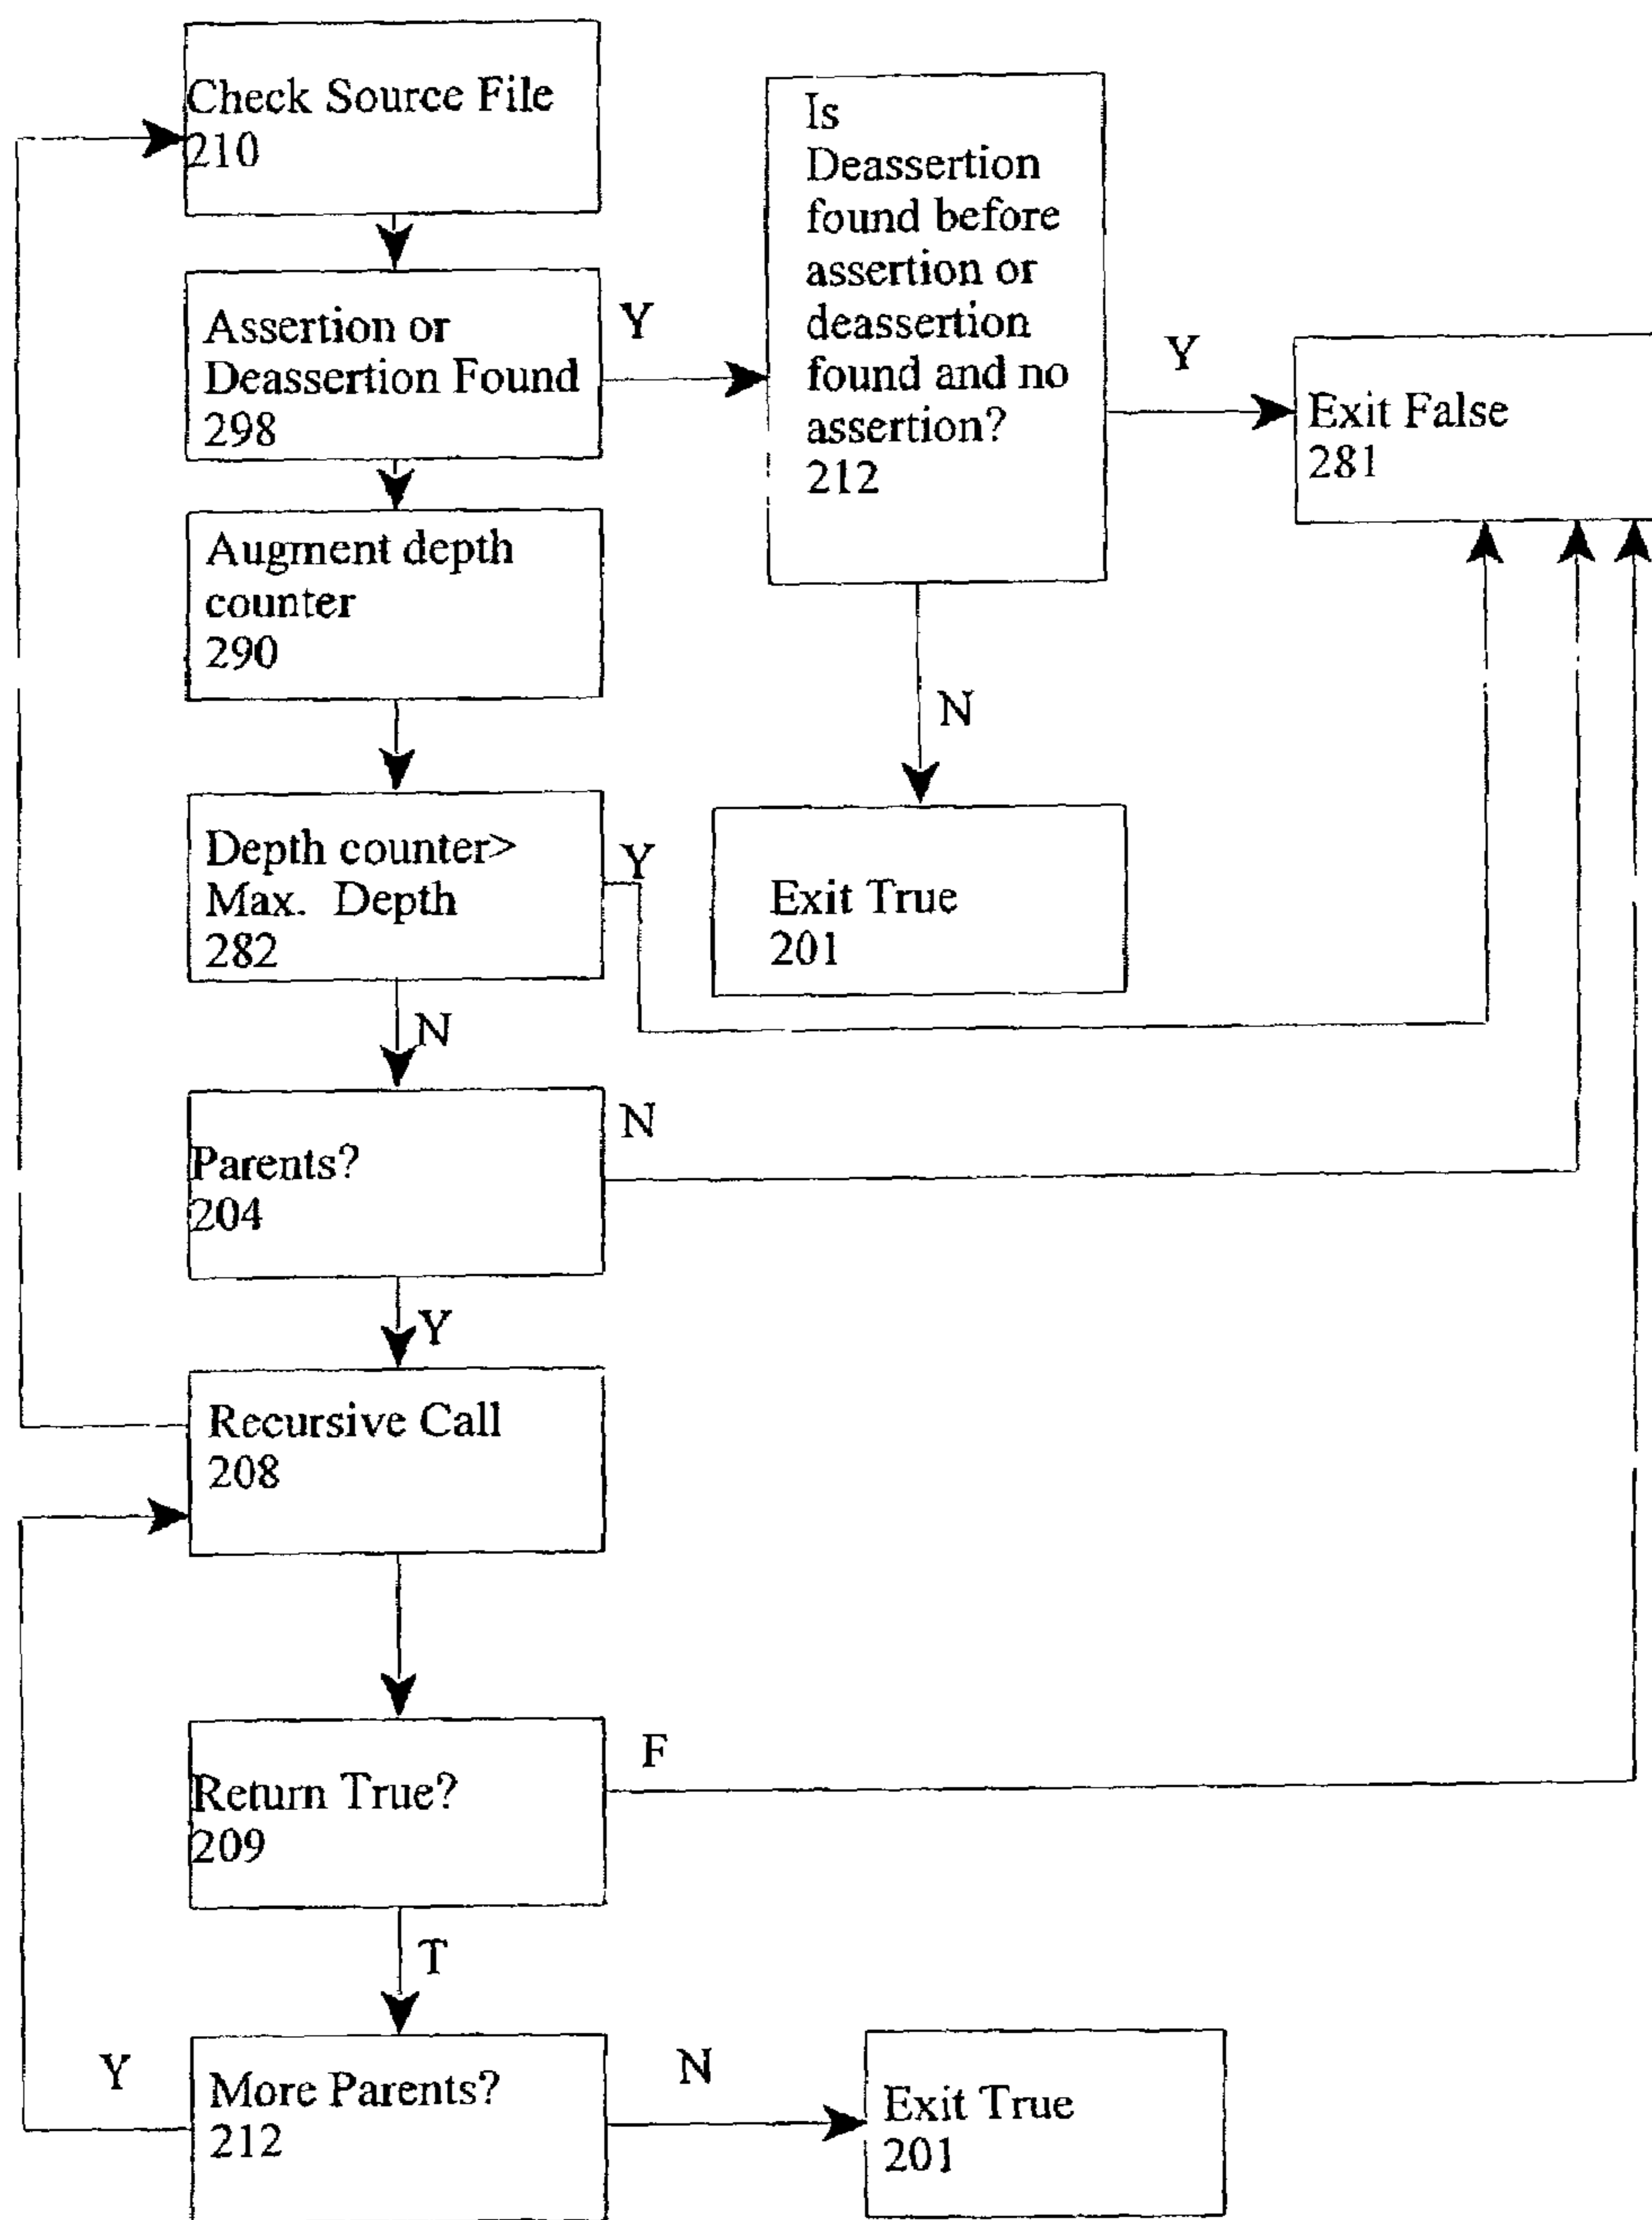 Check Source File
210
Is
Deassertion
found before
assertion or
deassertion
found and no
assertion?
212
Assertion or
Deassertion Found
298
Y
Y
Exit False
281
Augment depth
counter
290
N
Depth counter>
Max. Depth
282
Y
Exit True
201
N
Parents?
204
N
Y
Recursive Call
208
Return True?
209
F
T
More Parents?
212
Y
N
Exit True
201